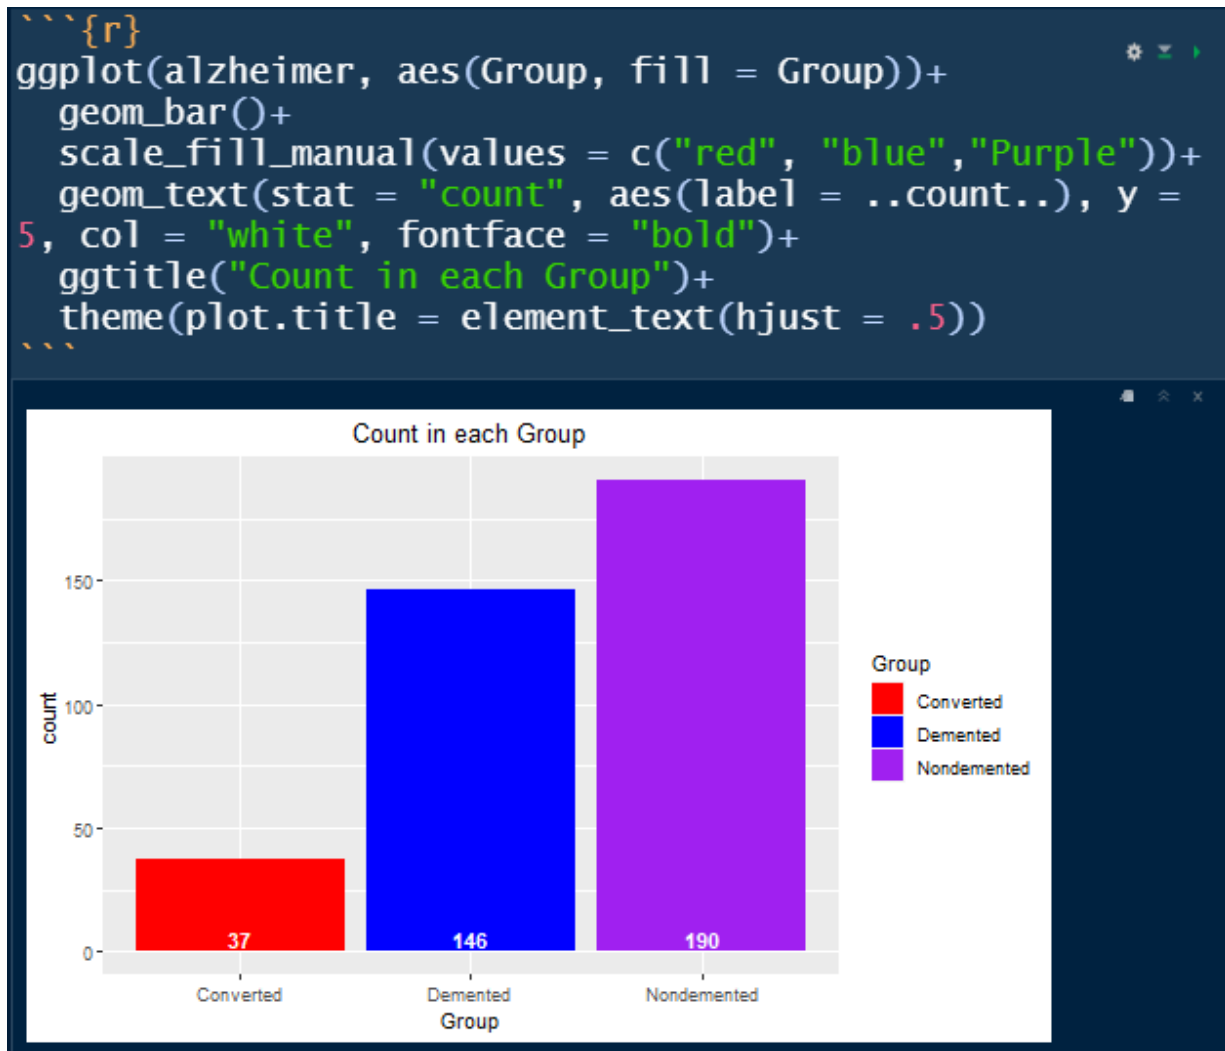 ```{r}
ggplot(alzheimer, aes(Group, fill = Group))+
  geom_bar()+
  scale_fill_manual(values = c("red", "blue","Purple"))+
  geom_text(stat = "count", aes(label = ..count..), y =
5, col = "white", fontface = "bold")+
  ggtitle("Count in each Group")+
  theme(plot.title = element_text(hjust = .5))
```
Count in each Group
150
100
50
0
count
37
146
190
Converted
Demented
Nondemented
Group
Group
Converted
Demented
Nondemented